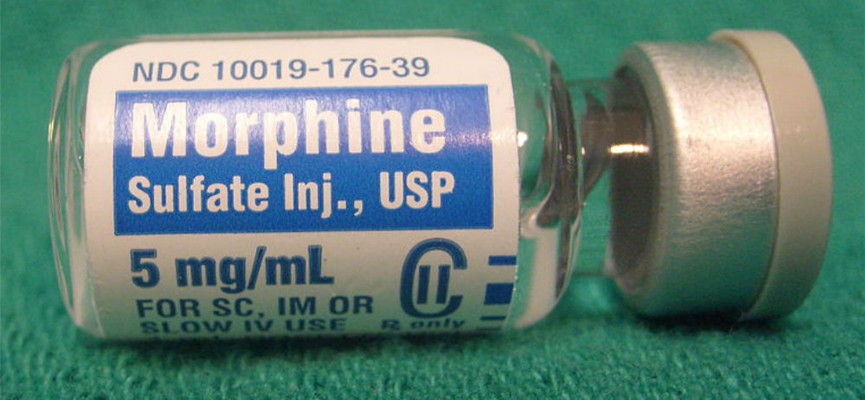 NDC 10019-176-39
Morphine
Sulfate Inj., USP
5 mg/mL
CII
FOR SC, IM OR
SLOW IV USE
Rx only